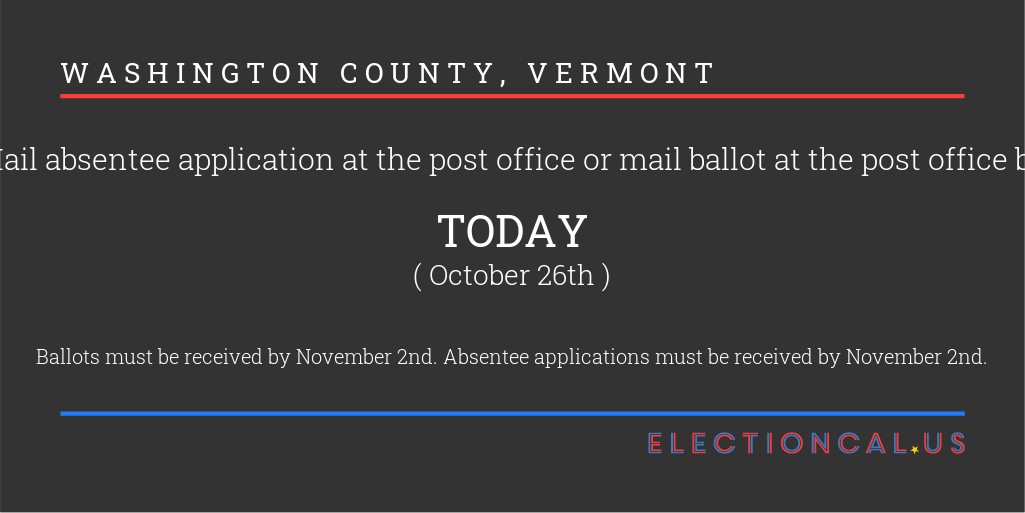 WASHINGTON COUNTY, VERMONT
absentee application at the post office or mail ballot at the post office
TODAY
( October 26th )
Ballots must be received by November 2nd. Absentee applications must be received by November 2nd.
ELECTIONCAL.US